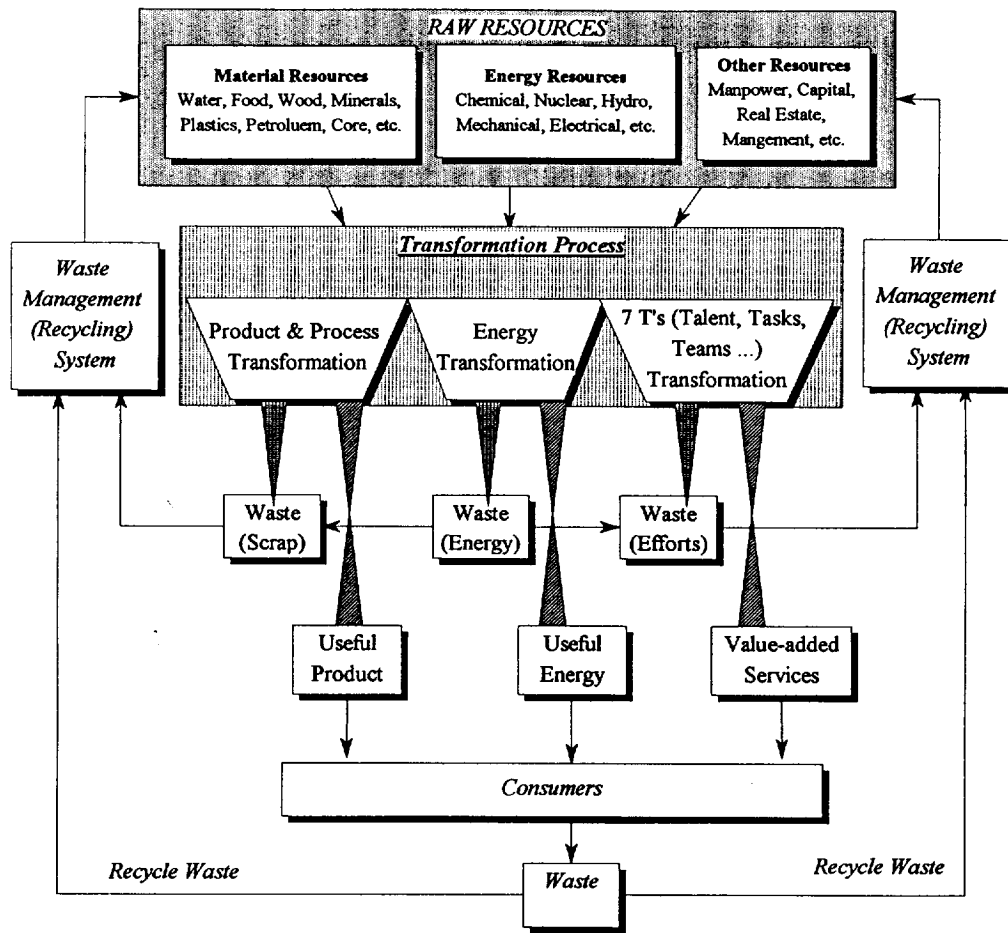 RAW RESOURCES
Material Resources
Water, Food, Wood, Minerals,
Plastics, Petroluem, Core, etc.
Energy Resources
Chemical, Nuclear, Hydro,
Mechanical, Electrical, etc.
Other Resources
Manpower, Capital,
Real Estate,
Mangement, etc.
Waste
Management
(Recycling)
System
Transformation Process
Product & Process
Transformation
Energy
Transformation
7 T's (Talent, Tasks,
Teams ...)
Transformation
Waste
Management
(Recycling)
System
Waste
(Scrap)
Waste
(Energy)
Waste
(Efforts)
Useful
Product
Useful
Energy
Value-added
Services
Consumers
Recycle Waste
Waste
Recycle Waste